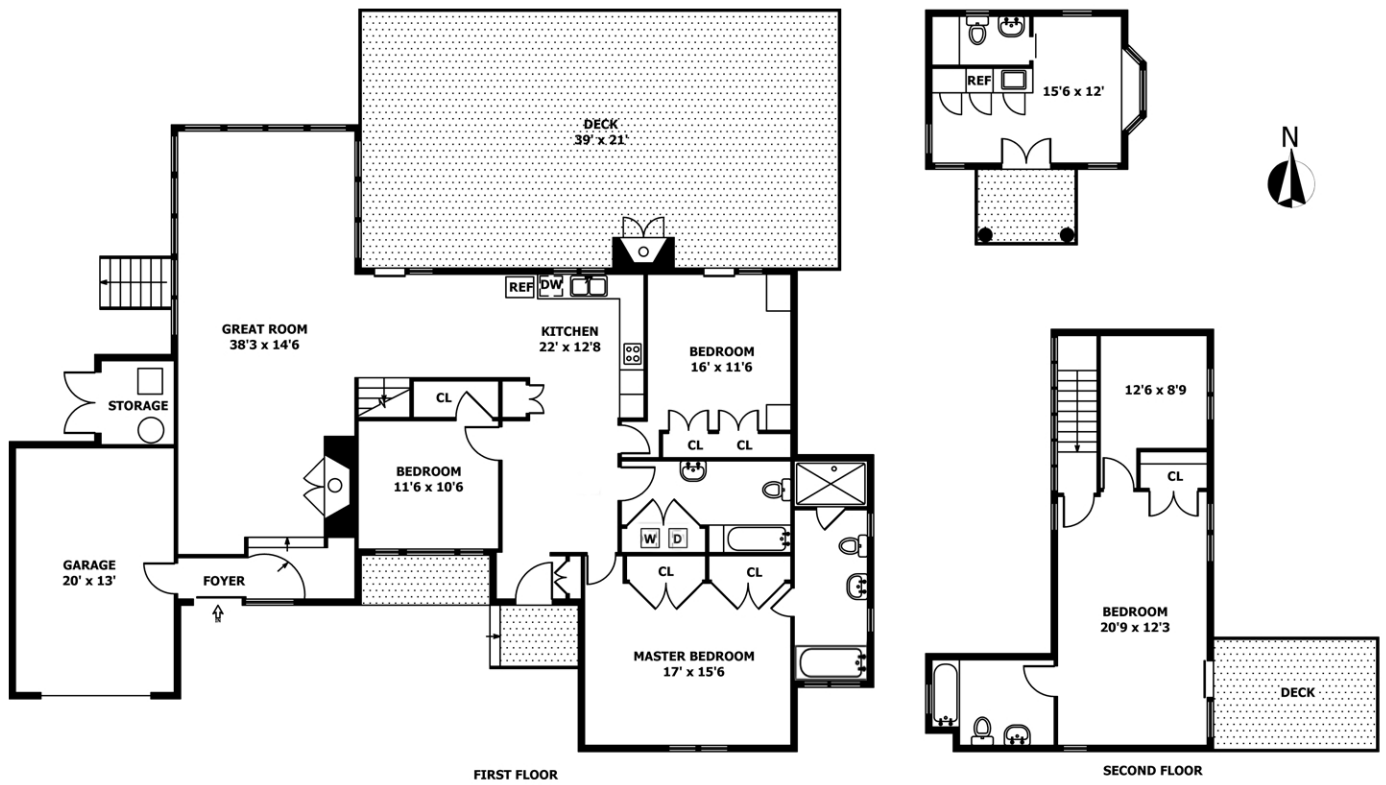 DECK
39' x 21'
REF
15'6 x 12'
N
GREAT ROOM
38'3 x 14'6
REF
DW
KITCHEN
22' x 12'8
BEDROOM
16' x 11'6
STORAGE
CL
CL
CL
BEDROOM
11'6 x 10'6
W
D
GARAGE
20' x 13'
FOYER
CL
CL
MASTER BEDROOM
17' x 15'6
FIRST FLOOR
12'6 x 8'9
CL
BEDROOM
20'9 x 12'3
DECK
SECOND FLOOR